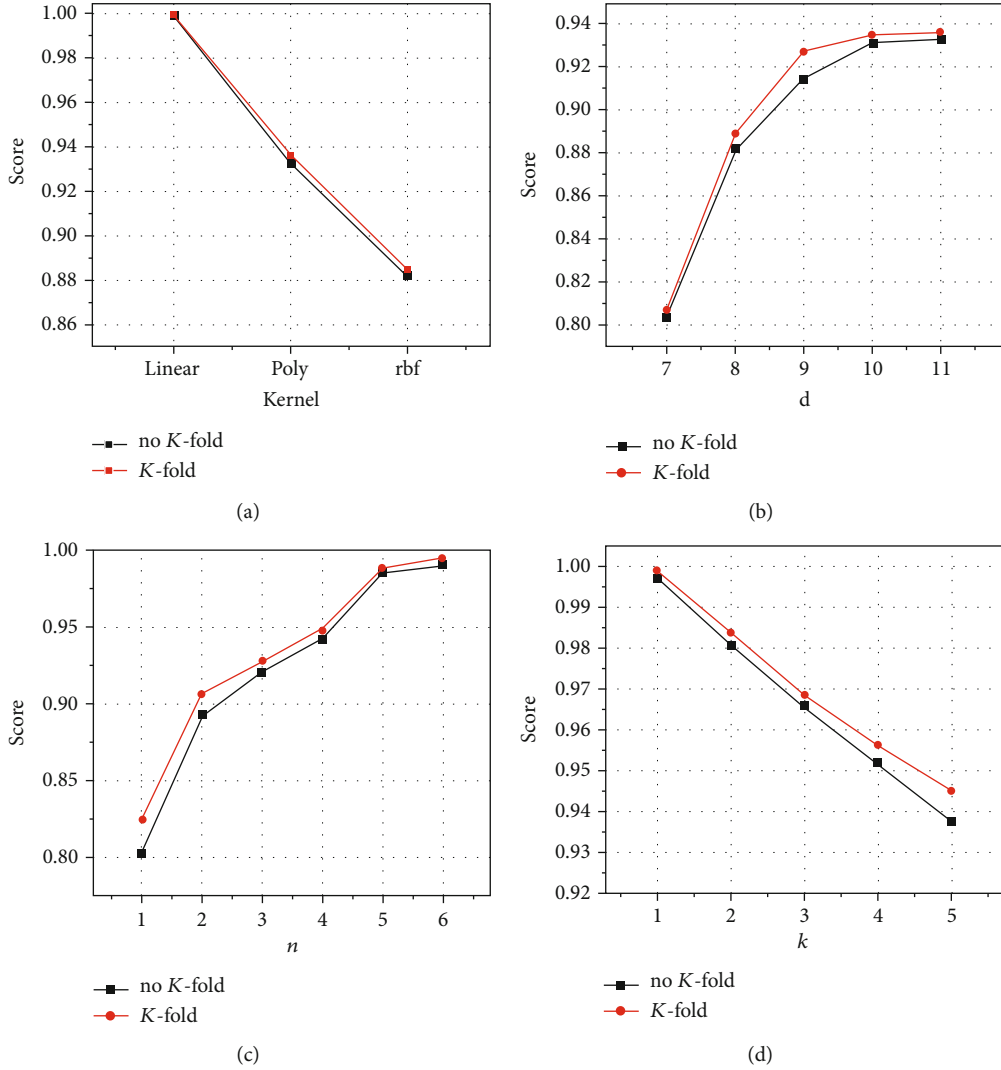 1.00
0.98
0.96
0.94
0.92
0.90
0.88
0.86
Score
Linear Poly rbf
Kernel
no K-fold
K-fold
(a)
0.94
0.92
0.90
0.88
0.86
0.84
0.82
0.80
Score
7 8 9 10 11
d
no K-fold
K-fold
(b)
1.00
0.95
0.90
0.85
0.80
Score
1 2 3 4 5 6
n
no K-fold
K-fold
(c)
1.00
0.99
0.98
0.97
0.96
0.95
0.94
0.93
0.92
Score
1 2 3 4 5
k
no K-fold
K-fold
(d)